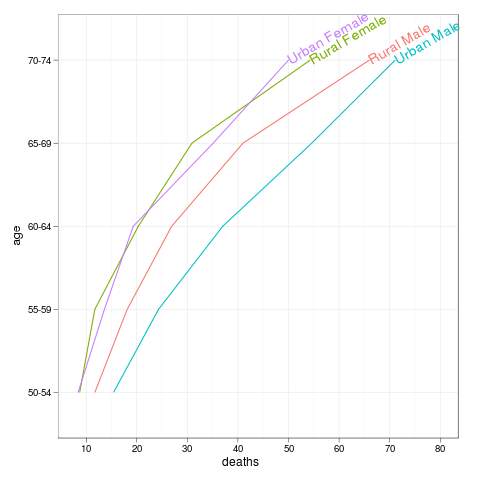 Urban Female
Rural Female
Rural Male
Urban Male
70-74
65-69
60-64
55-59
50-54
age
10 20 30 40 50 60 70 80
deaths